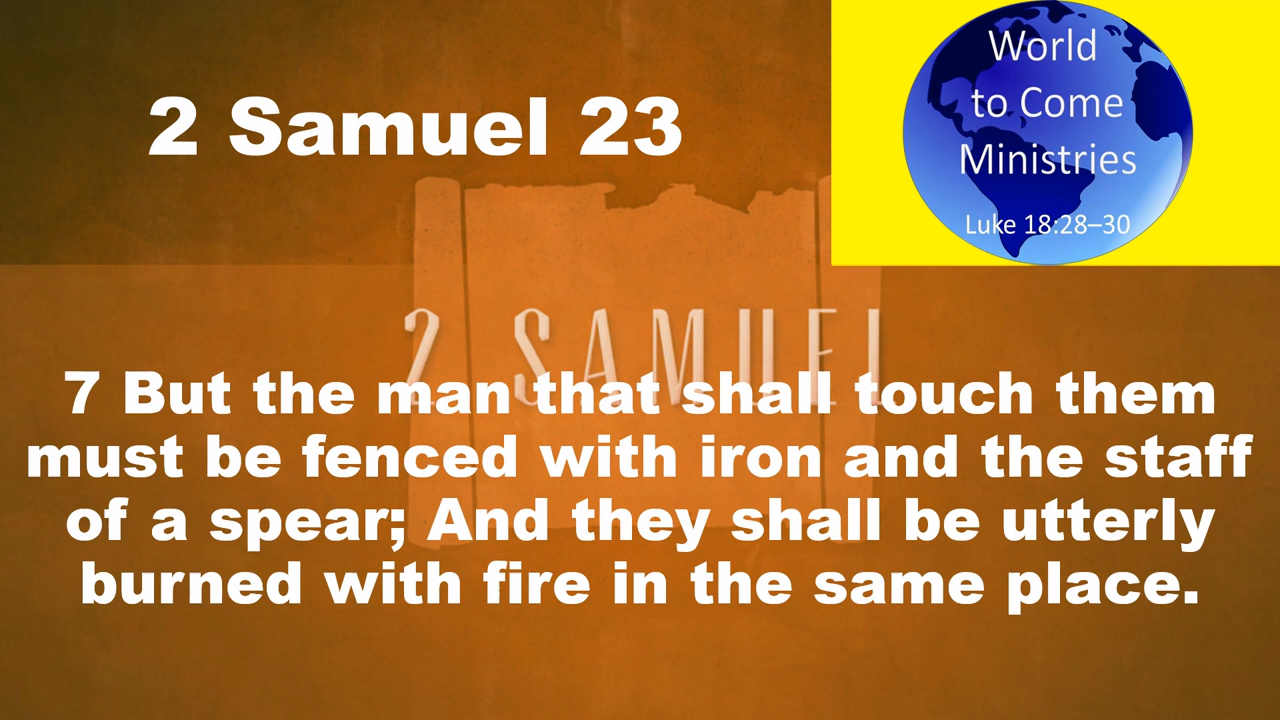 2 Samuel 23
World
to Come
Ministries
Luke 18:28–30
2 SAMUEL
7 But the man that shall touch them
must be fenced with iron and the staff
of a spear; And they shall be utterly
burned with fire in the same place.